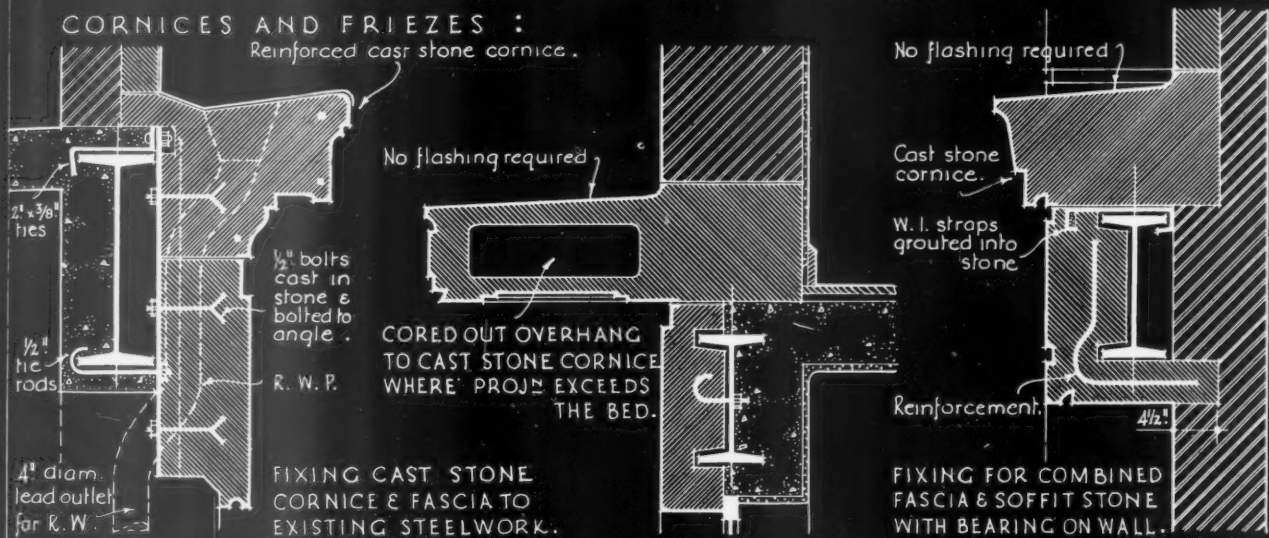 CORNICES AND FRIEZES :
Reinforced cast stone cornice.
2" x 3/8"
ties
1/2" bolts
cast in
stone &
bolted to
angle.
1/2"
tie
rods
R. W. P.
4" diam.
lead outlet
for R. W.
FIXING CAST STONE
CORNICE & FASCIA TO
EXISTING STEELWORK.
No flashing required
CORED OUT OVERHANG
TO CAST STONE CORNICE
WHERE PROJN EXCEEDS
THE BED.
No flashing required
Cast stone
cornice.
W. I. straps
grouted into
stone
Reinforcement.
4 1/2"
FIXING FOR COMBINED
FASCIA & SOFFIT STONE
WITH BEARING ON WALL.